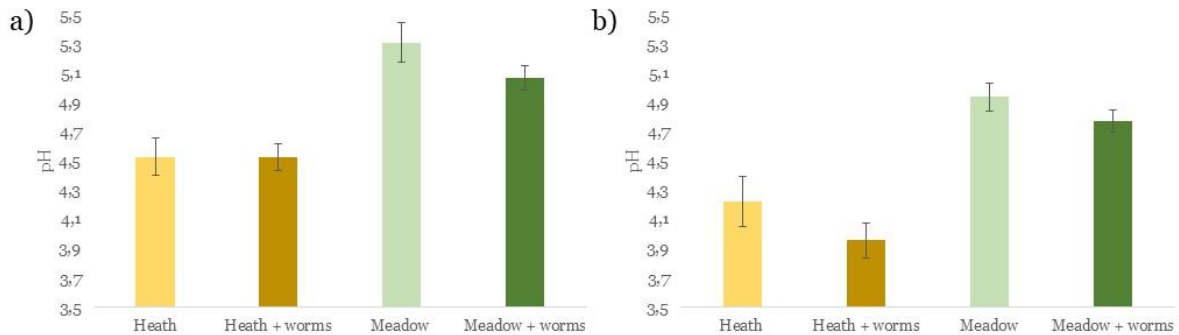 a)
pH
5,5
5,3
5,1
4,9
4,7
4,5
4,3
4,1
3,9
3,7
3,5
Heath
Heath + worms
Meadow
Meadow + worms
b)
pH
5,5
5,3
5,1
4,9
4,7
4,5
4,3
4,1
3,9
3,7
3,5
Heath
Heath + worms
Meadow
Meadow + worms